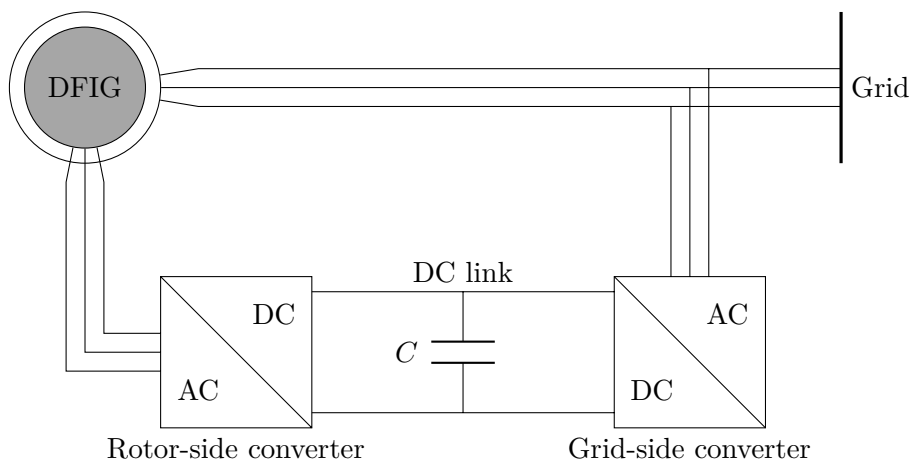 DFIG
Grid
DC link
DC
AC
C
AC
DC
Rotor-side converter
Grid-side converter